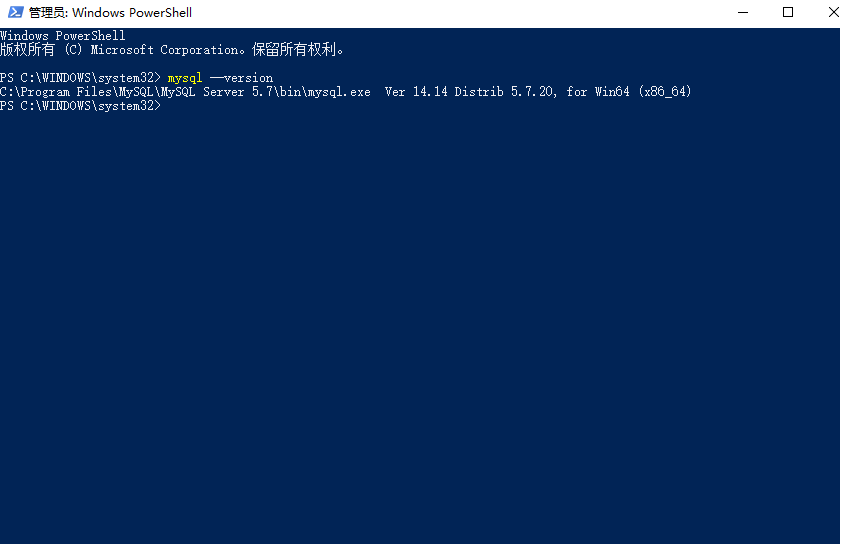 管理员: Windows PowerShell
Windows PowerShell
版权所有 (C) Microsoft Corporation。保留所有权利。
PS C:\WINDOWS\system32> mysql --version
C:\Program Files\MySQL\MySQL Server 5.7\bin\mysql.exe  Ver 14.14 Distrib 5.7.20, for Win64 (x86_64)
PS C:\WINDOWS\system32>